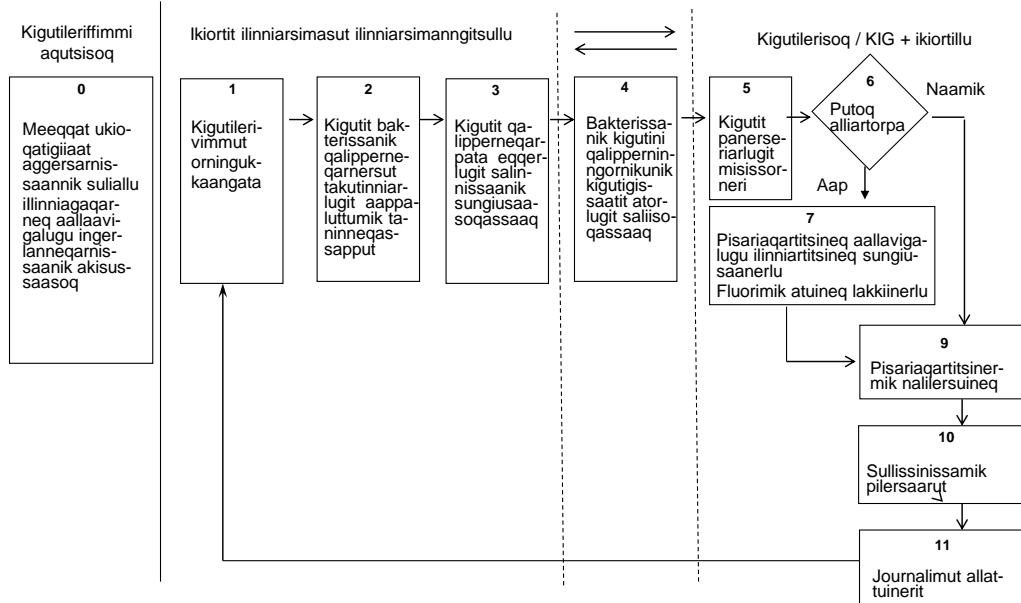 Kigutileriffimmi
aqutsisoq
Ikiortit ilinniarsimasut ilinniarsimanngitsullu
Kigutilerisoq / KIG + ikiortillu
0
Meeqqat ukio-
qatigiiaat
aggersarnis-
saannik suliallu
illinniagaqar-
neq aallaavi-
galugu inger-
lanneqarnis-
saanik akisus-
saasoq
1
Kigutileri-
vimmut
orninguk-
kaangata
2
Kigutit bak-
terissanik
qalipperne-
qarnersut
takutinniar-
lugit aappa-
luttumik ta-
ninneqas-
sapput
3
Kigutit qa-
lipperneqar-
pata eqqer-
lugit salin-
nissaanik
sungiusaa-
soqassaaq
4
Bakterissa-
nik kigutini
qalippernin-
ngornikunik
kigutigis-
saatit ator-
lugit saliiso-
qassaaq
5
Kigutit
panerse-
riarlugit
misissor-
neri
6
Putoq
alliartorpa
Naamik
Aap
7
Pisariaqartitsineq aallaviga-
lugu ilinniartitsineq sungiu-
saanerlu
Fluorimik atuineq lakkiinerlu
9
Pisariaqartitsiner-
mik nalilersuineq
10
Sullissinissamik
pilersaarut
11
Journalimut allat-
tuinerit